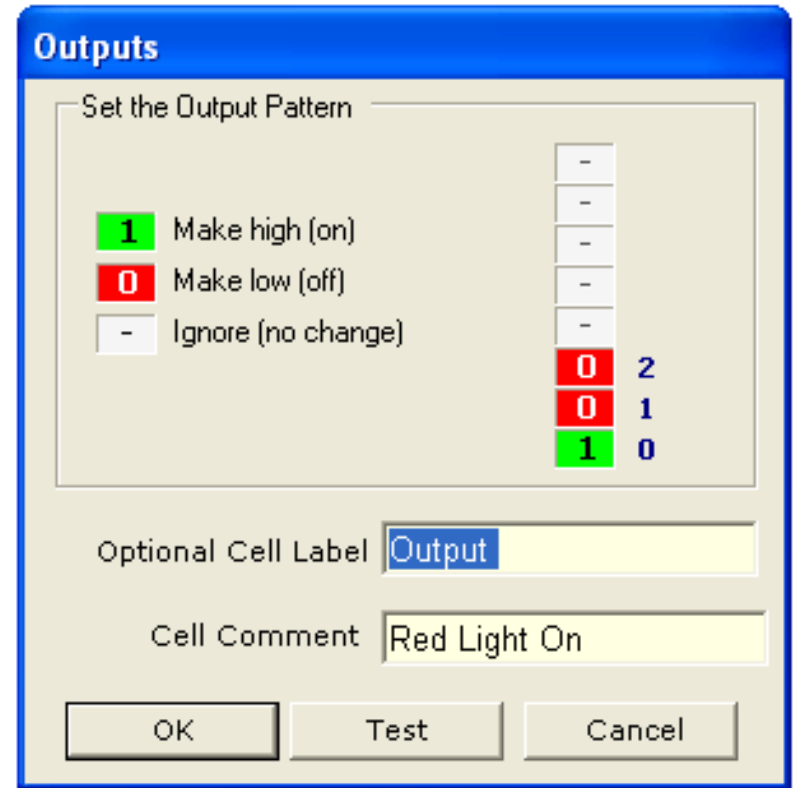 Outputs
Set the Output Pattern
1 Make high (on)
0 Make low (off)
- Ignore (no change)
-
-
-
-
-
0 2
0 1
1 0
Optional Cell Label Output
Cell Comment Red Light On
OK Test Cancel